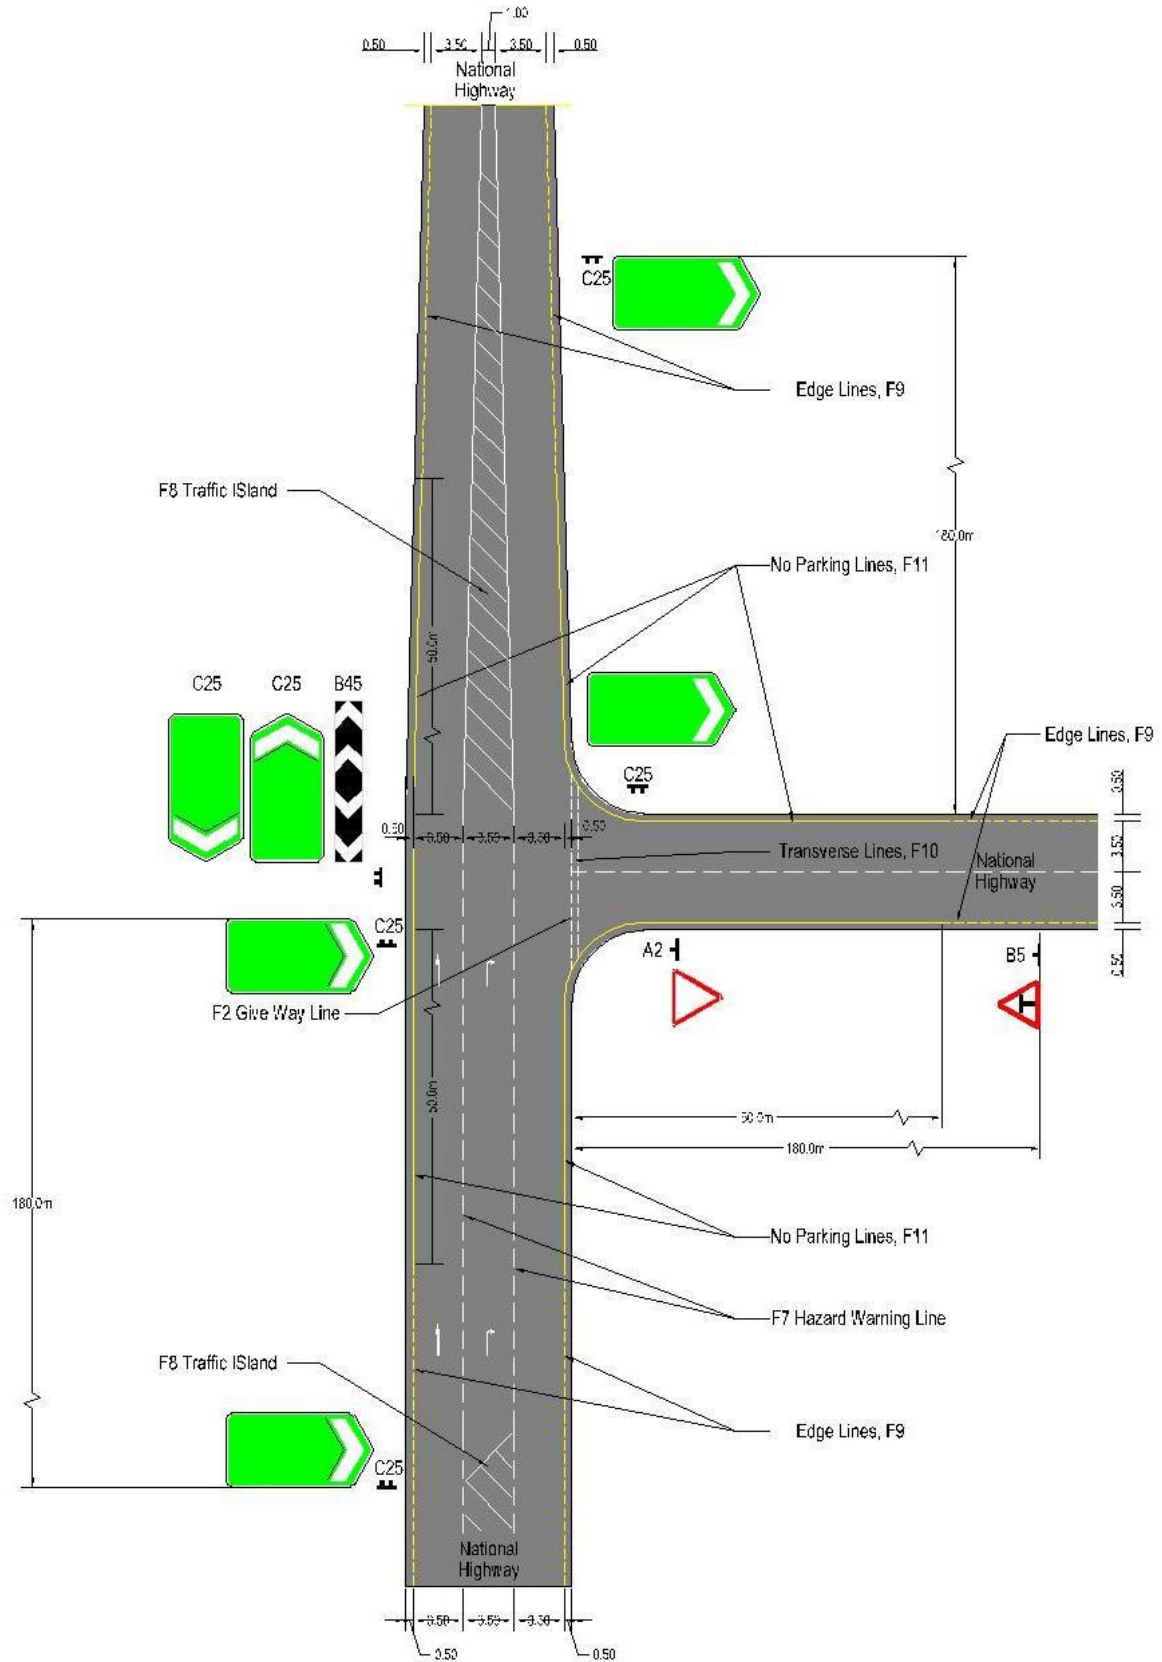 1.00
0.50 3.50 3.50 0.50
National
Highway
C25
Edge Lines, F9
F8 Traffic ISland
180.0m
No Parking Lines, F11
50.0m
C25 C25 B45
Edge Lines, F9
C25
0.50 3.50 3.50 3.50 0.50
0.50
3.50
3.50
0.50
Transverse Lines, F10
National
Highway
C25
A2
B5
F2 Give Way Line
50.0m
50.0m
180.0m
180.0m
No Parking Lines, F11
F7 Hazard Warning Line
F8 Traffic ISland
Edge Lines, F9
C25
National
Highway
3.50 3.50 3.50
0.50 0.50